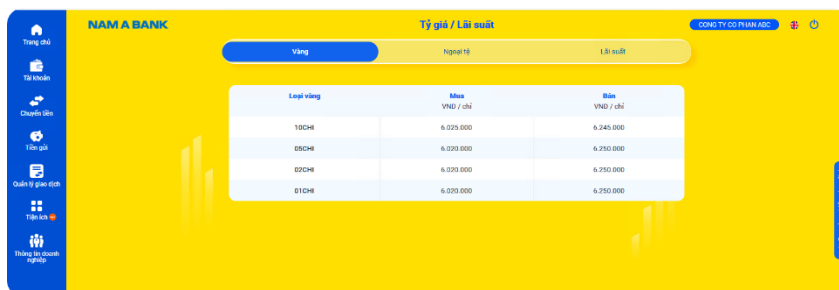 NAM A BANK
Tỷ giá / Lãi suất
CONG TY CO PHAN ABC
Trang chủ
Tài khoản
Chuyển tiền
Tiền gửi
Quản lý giao dịch
Tiện ích
Thông tin doanh
nghiệp
Vàng
Ngoại tệ
Lãi suất
Loại vàng
Mua
VND / chỉ
Bán
VND / chỉ
10CHI
6.025.000
6.245.000
05CHI
6.020.000
6.250.000
02CHI
6.020.000
6.250.000
01CHI
6.020.000
6.250.000